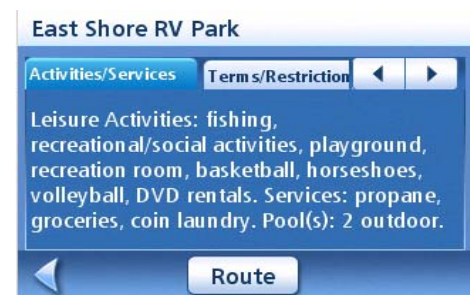 East Shore RV Park
Activities/Services Terms/Restriction
Leisure Activities: fishing,
recreational/social activities, playground,
recreation room, basketball, horseshoes,
volleyball, DVD rentals. Services: propane,
groceries, coin laundry. Pool(s): 2 outdoor.
Route